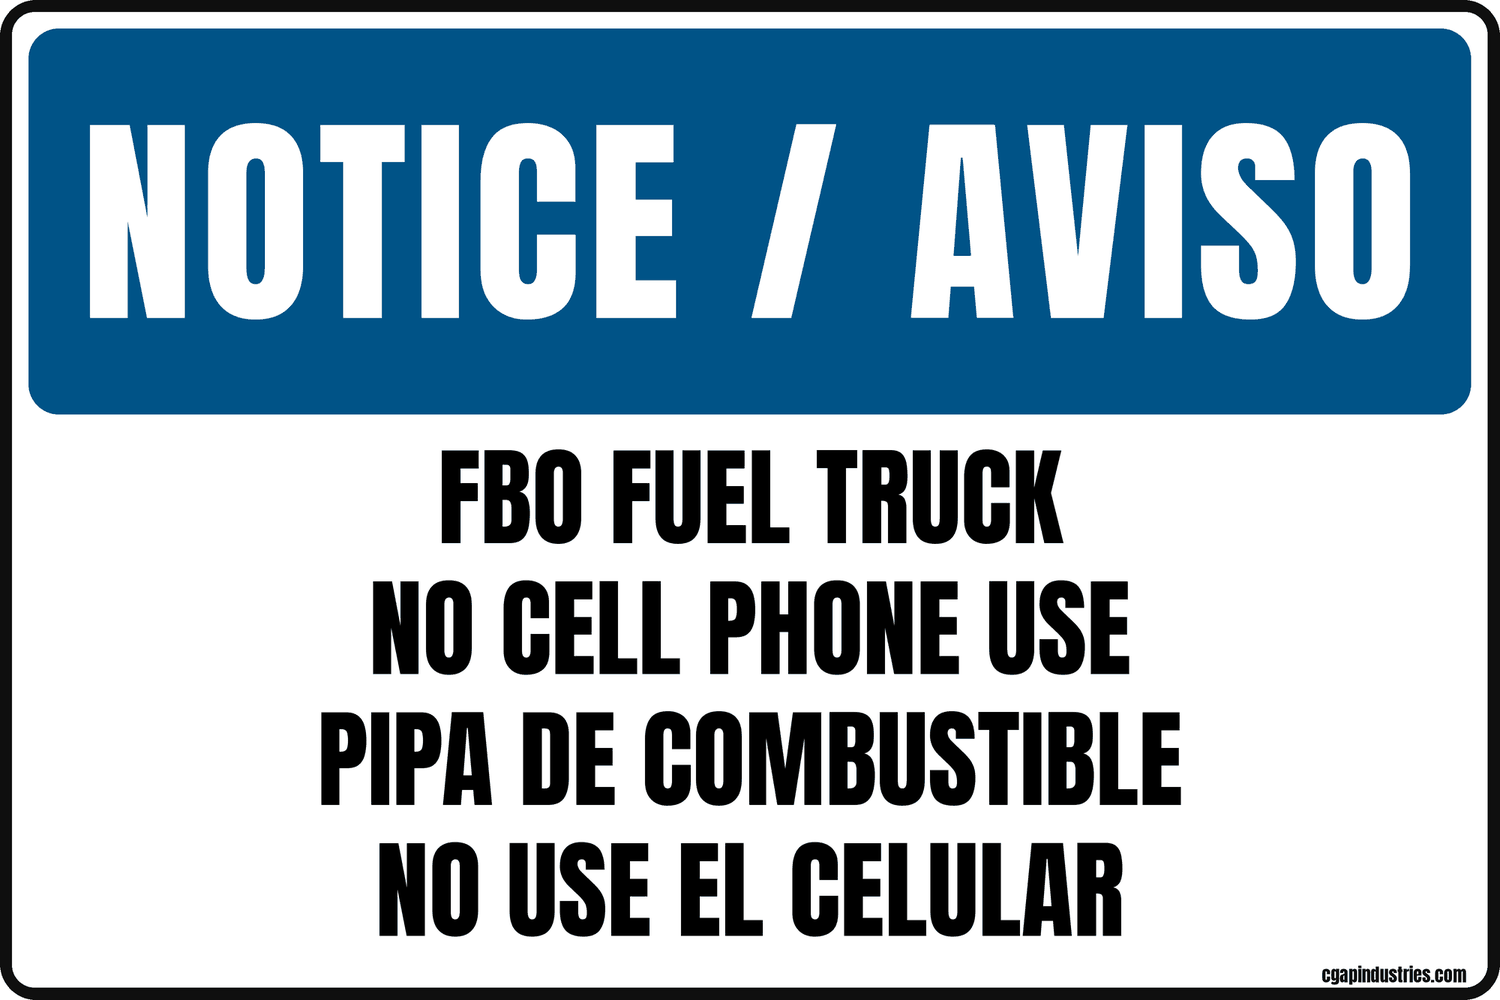 NOTICE / AVISO
FBO FUEL TRUCK
NO CELL PHONE USE
PIPA DE COMBUSTIBLE
NO USE EL CELULAR
cgapindustries.com